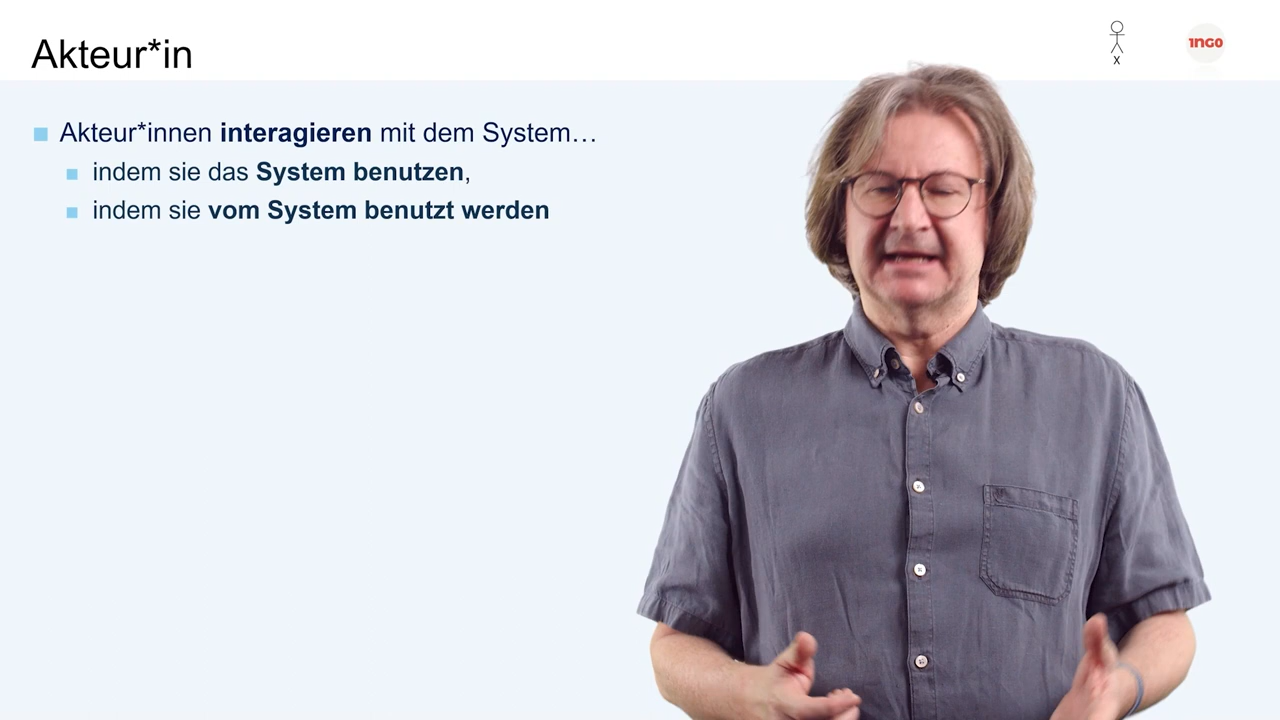 Akteur*in
X
1NGO
Akteur*innen interagieren mit dem System…
indem sie das System benutzen,
indem sie vom System benutzt werden